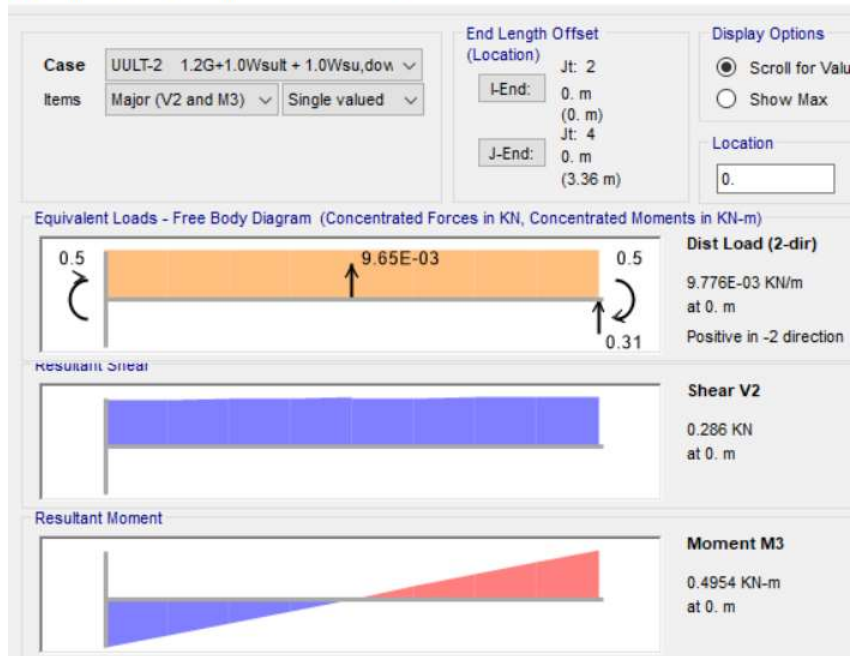 End Length Offset
(Location)
Display Options
Case
UULT-2 1.2G+1.0Wsult + 1.0Wsu,dow
Jt: 2
Scroll for Valu
Items
Major (V2 and M3)
Single valued
I-End:
0. m
(0. m)
Show Max
Jt: 4
J-End:
0. m
(3.36 m)
Location
0.
Equivalent Loads - Free Body Diagram (Concentrated Forces in KN, Concentrated Moments in KN-m)
Dist Load (2-dir)
0.5
9.65E-03
0.5
9.776E-03 KN/m
at 0. m
0.31
Positive in -2 direction
Resultant Shear
Shear V2
0.286 KN
at 0. m
Resultant Moment
Moment M3
0.4954 KN-m
at 0. m